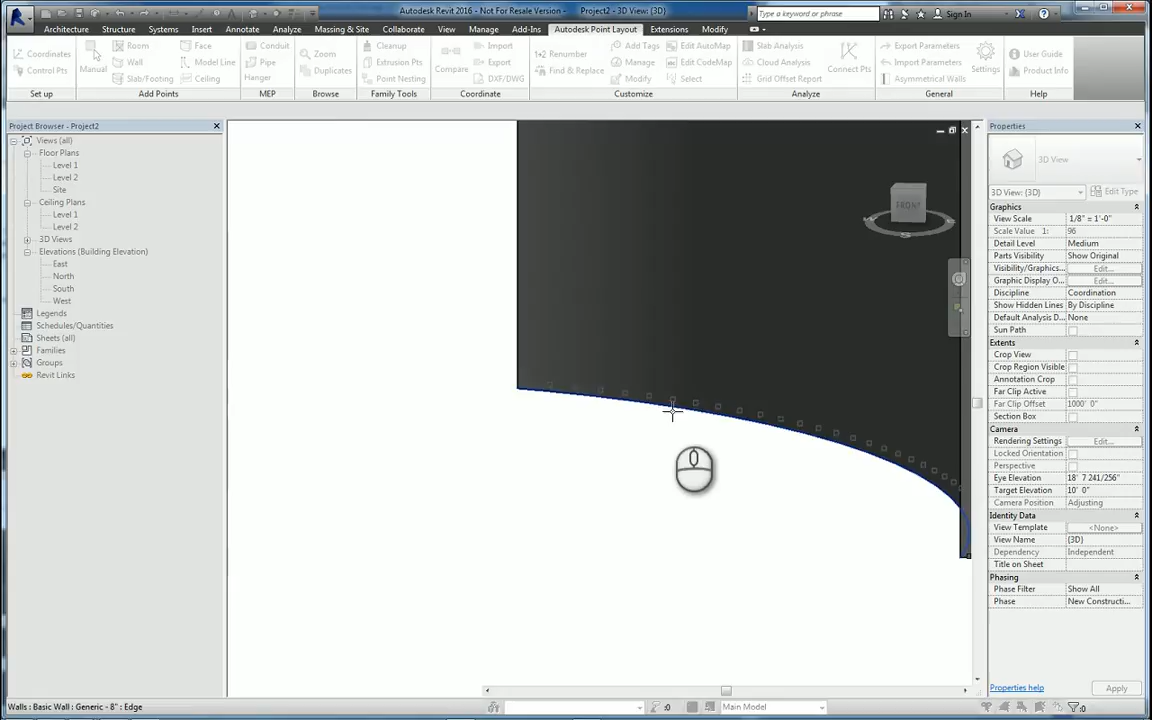 Autodesk Revit 2016 - Not For Resale Version - Project2 - 3D View: {3D}
Type a keyword or phrase
Sign In
Architecture Structure Systems Insert Annotate Analyze Massing & Site Collaborate View Manage Autodesk Point Layout Extensions Add-Ins Modify
Coordinates
Control Pts
Set up
Manual
Room
Wall
Slab/Footing
Face
Model Line
Ceiling
Add Points
Conduit
Pipe
Hanger
MEP
Zoom
Duplicates
Browse
Cleanup
Extrusion Pts
Point Nesting
Family Tools
Compare
Import
Export
DXF/DWG
Coordinate
Renumber
Find & Replace
Add Tags
Manage
Modify
Edit AutoMap
Edit CodeMap
Select
Customize
Slab Analysis
Cloud Analysis
Grid Offset Report
Connect Pts
Analyze
Export Parameters
Import Parameters
Asymmetrical Walls
Settings
General
User Guide
Product Info
Help
Project Browser - Project2
Views (all)
Floor Plans
Level 1
Level 2
Site
Ceiling Plans
Level 1
Level 2
3D Views
Elevations (Building Elevation)
East
North
South
West
Legends
Schedules/Quantities
Sheets (all)
Families
Groups
Revit Links
FRONT
Properties
3D View
3D View: {3D} Edit Type
Graphics
View Scale 1/8" = 1'-0"
Scale Value 1: 96
Detail Level Medium
Parts Visibility Show Original
Visibility/Graphics... Edit...
Graphic Display O... Edit...
Discipline Coordination
Show Hidden Lines By Discipline
Default Analysis D... None
Sun Path
Extents
Crop View
Crop Region Visible
Annotation Crop
Far Clip Active
Far Clip Offset 1000' 0"
Section Box
Camera
Rendering Settings Edit...
Locked Orientation
Perspective
Eye Elevation 18' 7 241/256"
Target Elevation 10' 0"
Camera Position Adjusting
Identity Data
View Template <None>
View Name {3D}
Dependency Independent
Title on Sheet
Phasing
Phase Filter Show All
Phase New Constructi...
Properties help Apply
Walls : Basic Wall : Generic - 8" : Edge
:0
Main Model
:0